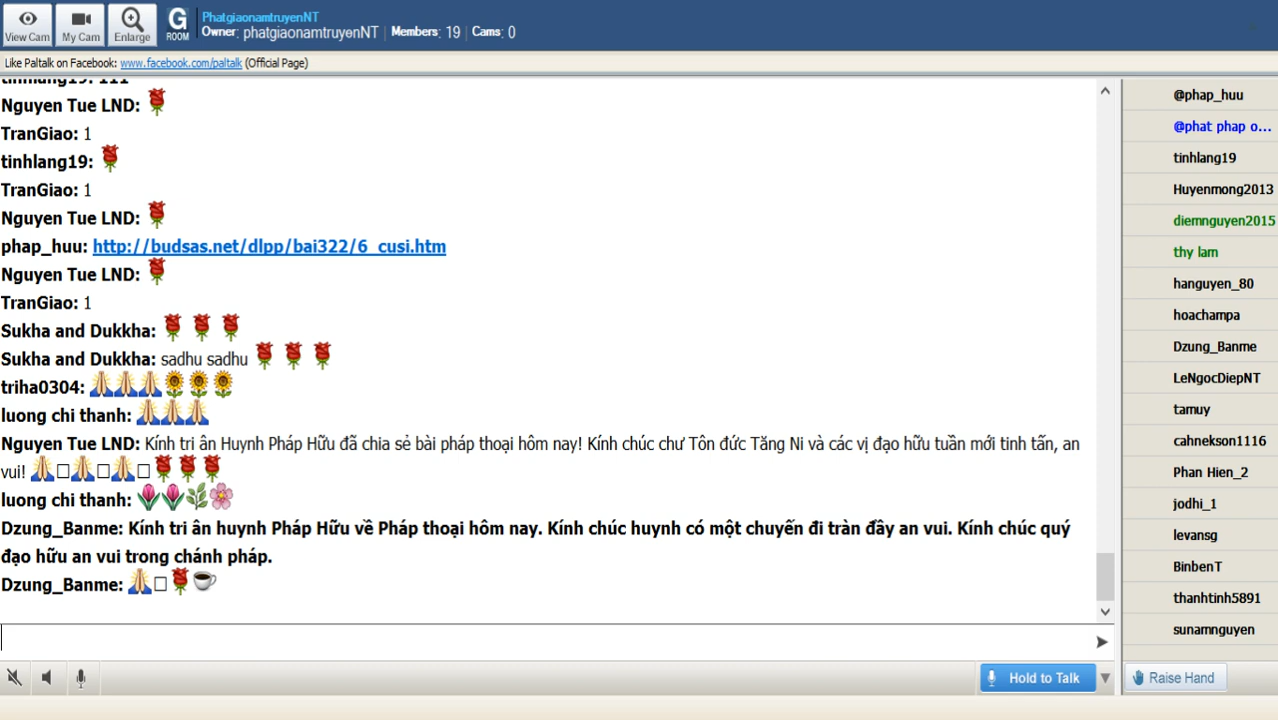 View Cam
My Cam
Enlarge
G
ROOM
PhatgiaonamtruyenNT
Owner: phatgiaonamtruyenNT | Members: 19 | Cams: 0
Like Paltalk on Facebook: www.facebook.com/paltalk (Official Page)
tinhlang19: 111
Nguyen Tue LND:
TranGiao: 1
tinhlang19:
TranGiao: 1
Nguyen Tue LND:
phap_huu: http://budsas.net/dlpp/bai322/6_cusi.htm
Nguyen Tue LND:
TranGiao: 1
Sukha and Dukkha:
Sukha and Dukkha: sadhu sadhu
triha0304:
luong chi thanh:
Nguyen Tue LND: Kính tri ân Huynh Pháp Hữu đã chia sẻ bài pháp thoại hôm nay! Kính chúc chư Tôn đức Tăng Ni và các vị đạo hữu tuần mới tinh tấn, an
vui!
luong chi thanh:
Dzung_Banme: Kính tri ân huynh Pháp Hữu về Pháp thoại hôm nay. Kính chúc huynh có một chuyến đi tràn đầy an vui. Kính chúc quý
đạo hữu an vui trong chánh pháp.
Dzung_Banme:
Hold to Talk
@phap_huu
@phat phap o...
tinhlang19
Huyenmong2013
diemnguyen2015
thy lam
hanguyen_80
hoachampa
Dzung_Banme
LeNgocDiepNT
tamuy
cahnekson1116
Phan Hien_2
jodhi_1
levansg
BinbenT
thanhtinh5891
sunamnguyen
Raise Hand